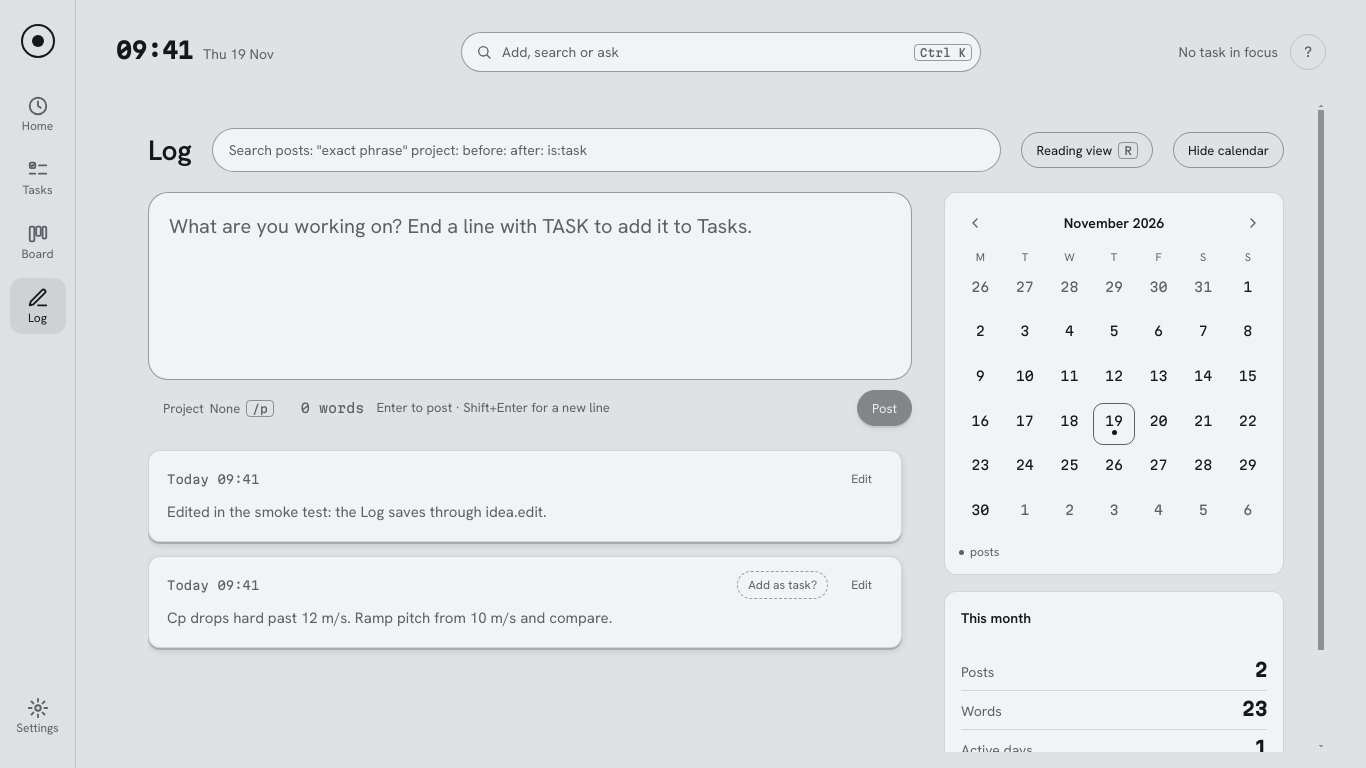 09:41 Thu 19 Nov
Add, search or ask Ctrl K
No task in focus ?
Home
Tasks
Board
Log
Settings
Log
Search posts: "exact phrase" project: before: after: is:task
Reading view R
Hide calendar
What are you working on? End a line with TASK to add it to Tasks.
Project None /p 0 words Enter to post · Shift+Enter for a new line
Post
Today 09:41 Edit
Edited in the smoke test: the Log saves through idea.edit.
Today 09:41 Add as task? Edit
Cp drops hard past 12 m/s. Ramp pitch from 10 m/s and compare.
November 2026
M T W T F S S
26 27 28 29 30 31 1
2 3 4 5 6 7 8
9 10 11 12 13 14 15
16 17 18 19 20 21 22
23 24 25 26 27 28 29
30 1 2 3 4 5 6
posts
This month
Posts 2
Words 23
Active days 1